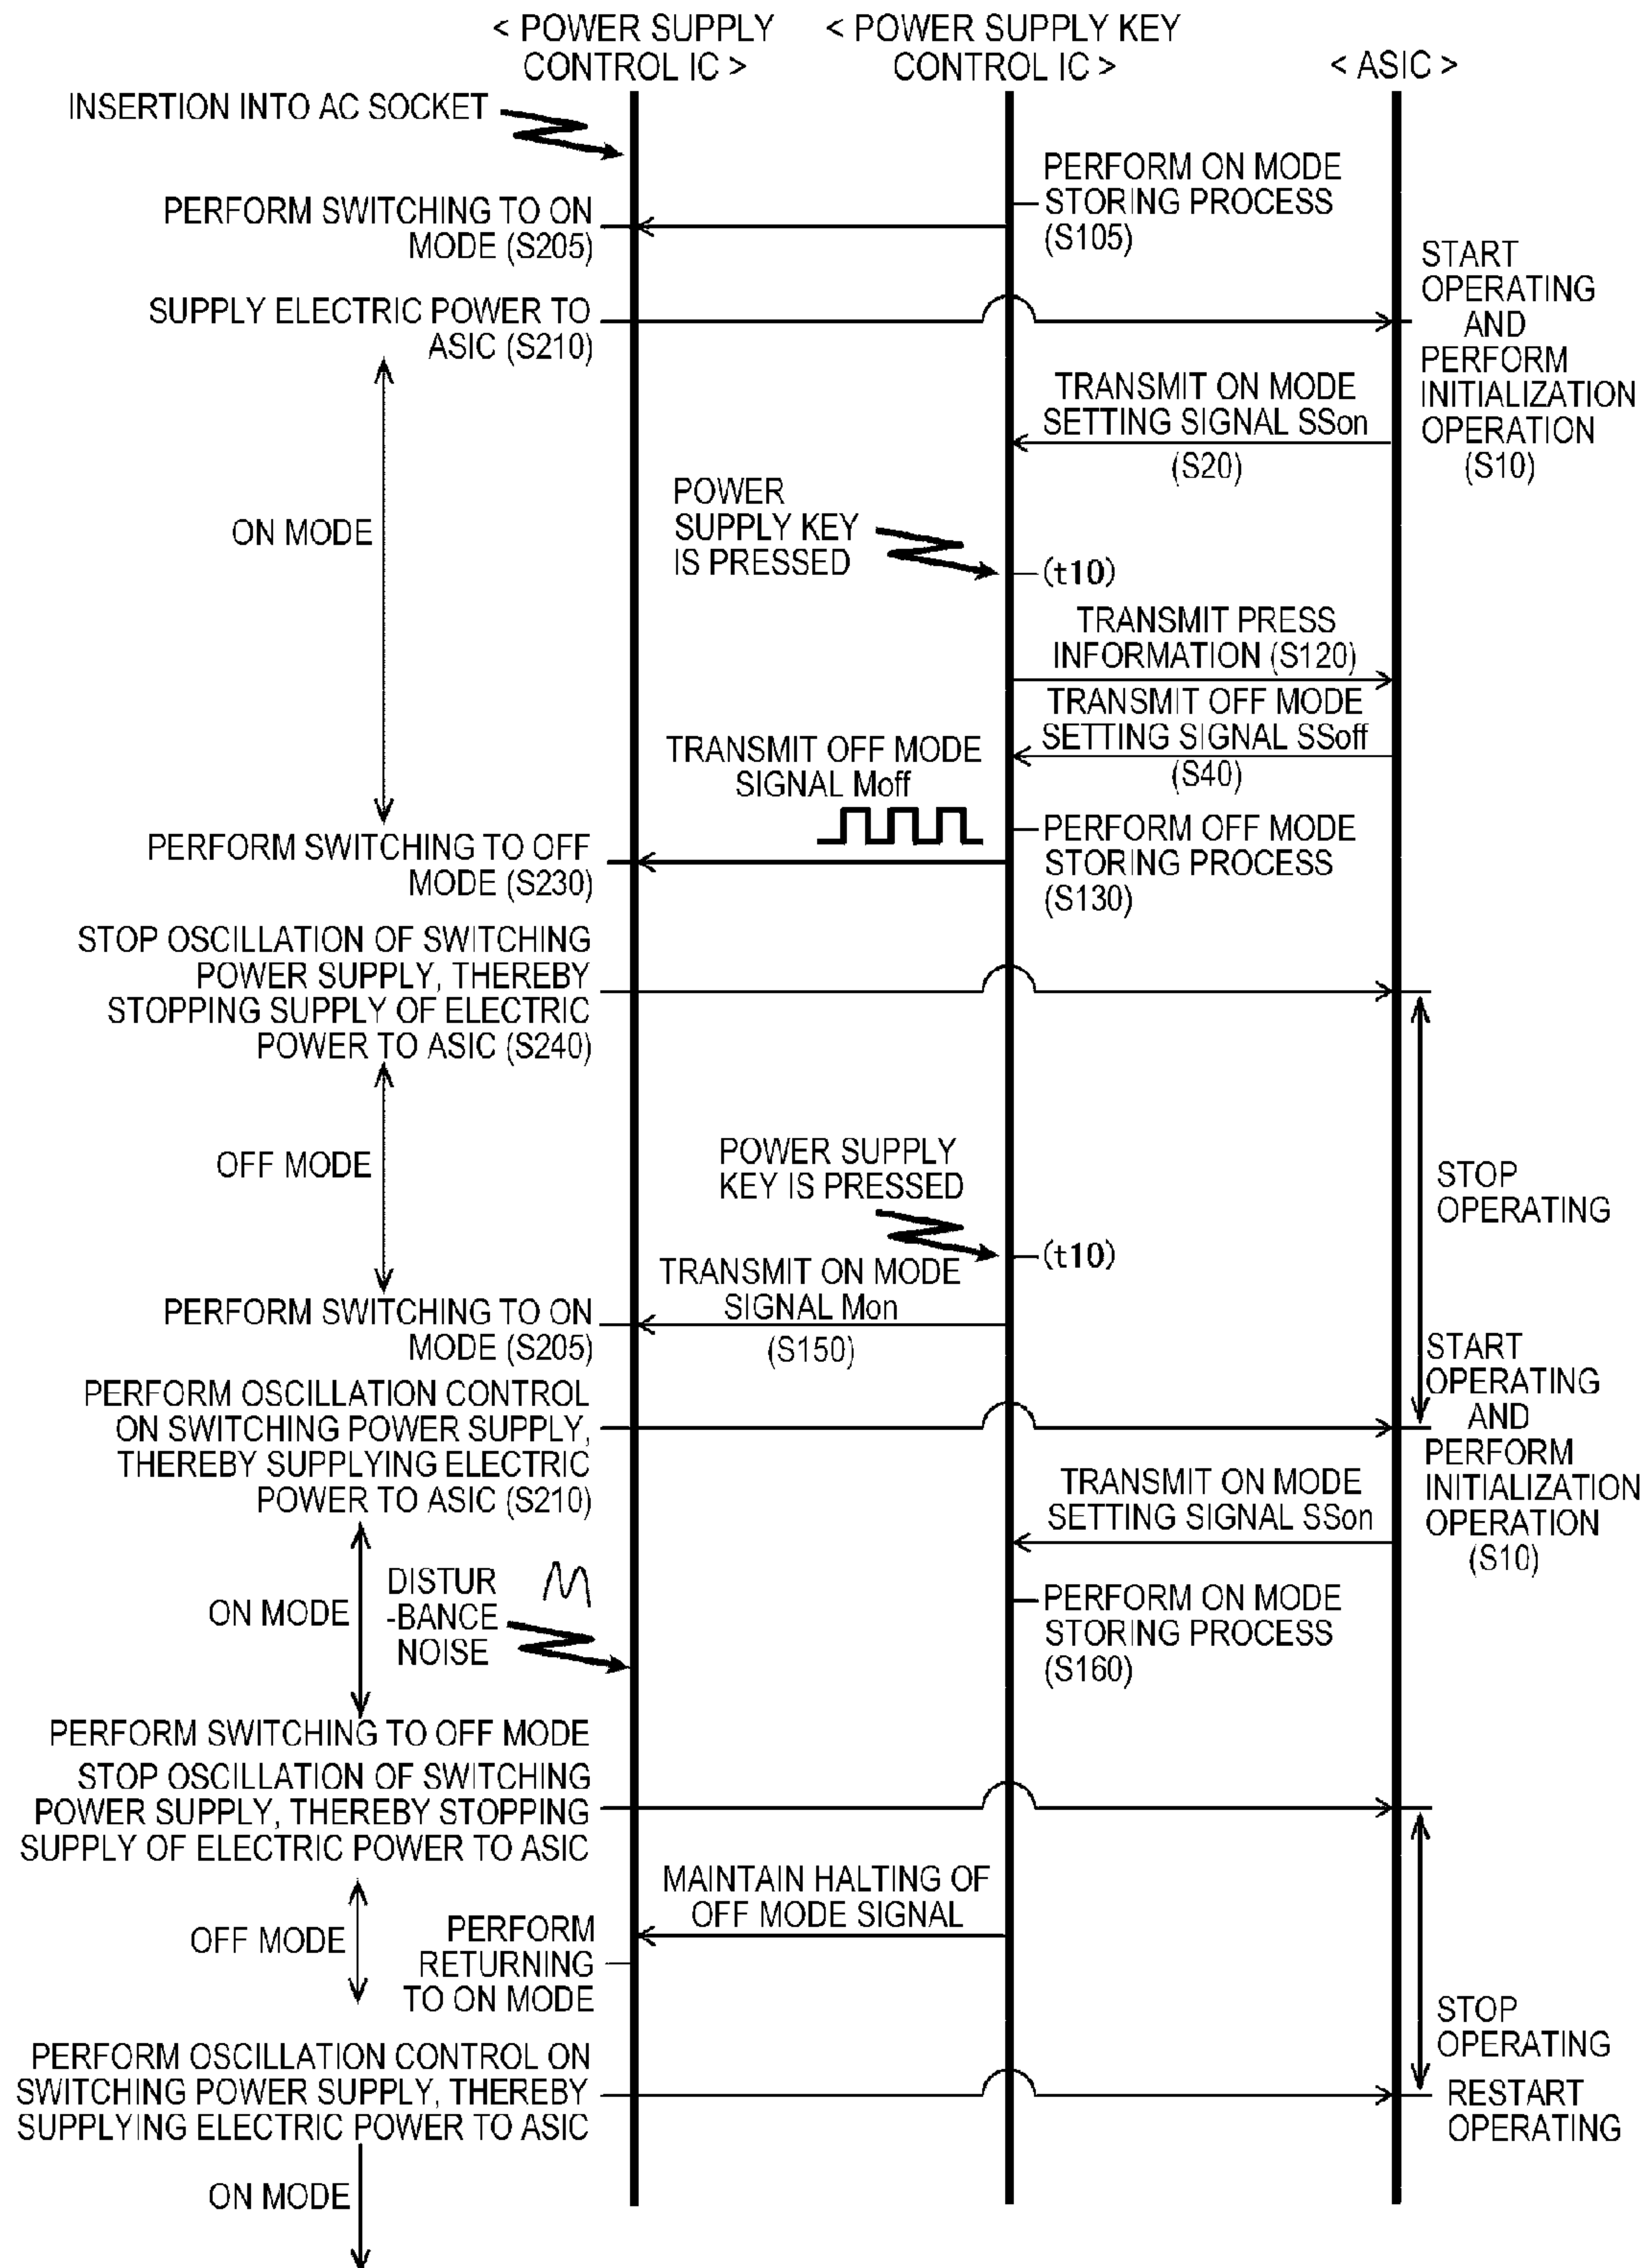 < POWER SUPPLY
CONTROL IC >
< POWER SUPPLY KEY
CONTROL IC >
< ASIC >
INSERTION INTO AC SOCKET
PERFORM ON MODE
STORING PROCESS
(S105)
PERFORM SWITCHING TO ON
MODE (S205)
START
OPERATING
AND
PERFORM
INITIALIZATION
OPERATION
(S10)
SUPPLY ELECTRIC POWER TO
ASIC (S210)
TRANSMIT ON MODE
SETTING SIGNAL SSon
(S20)
ON MODE
POWER
SUPPLY KEY
IS PRESSED
(t10)
TRANSMIT PRESS
INFORMATION (S120)
TRANSMIT OFF MODE
SETTING SIGNAL SSoff
(S40)
TRANSMIT OFF MODE
SIGNAL Moff
PERFORM OFF MODE
STORING PROCESS
(S130)
PERFORM SWITCHING TO OFF
MODE (S230)
STOP OSCILLATION OF SWITCHING
POWER SUPPLY, THEREBY
STOPPING SUPPLY OF ELECTRIC
POWER TO ASIC (S240)
OFF MODE
POWER SUPPLY
KEY IS PRESSED
(t10)
STOP
OPERATING
TRANSMIT ON MODE
SIGNAL Mon
(S150)
PERFORM SWITCHING TO ON
MODE (S205)
START
OPERATING
AND
PERFORM
INITIALIZATION
OPERATION
(S10)
PERFORM OSCILLATION CONTROL
ON SWITCHING POWER SUPPLY,
THEREBY SUPPLYING ELECTRIC
POWER TO ASIC (S210)
TRANSMIT ON MODE
SETTING SIGNAL SSon
ON MODE
DISTUR
-BANCE
NOISE
PERFORM ON MODE
STORING PROCESS
(S160)
PERFORM SWITCHING TO OFF MODE
STOP OSCILLATION OF SWITCHING
POWER SUPPLY, THEREBY STOPPING
SUPPLY OF ELECTRIC POWER TO ASIC
MAINTAIN HALTING OF
OFF MODE SIGNAL
OFF MODE
PERFORM
RETURNING
TO ON MODE
STOP
OPERATING
PERFORM OSCILLATION CONTROL ON
SWITCHING POWER SUPPLY, THEREBY
SUPPLYING ELECTRIC POWER TO ASIC
RESTART
OPERATING
ON MODE